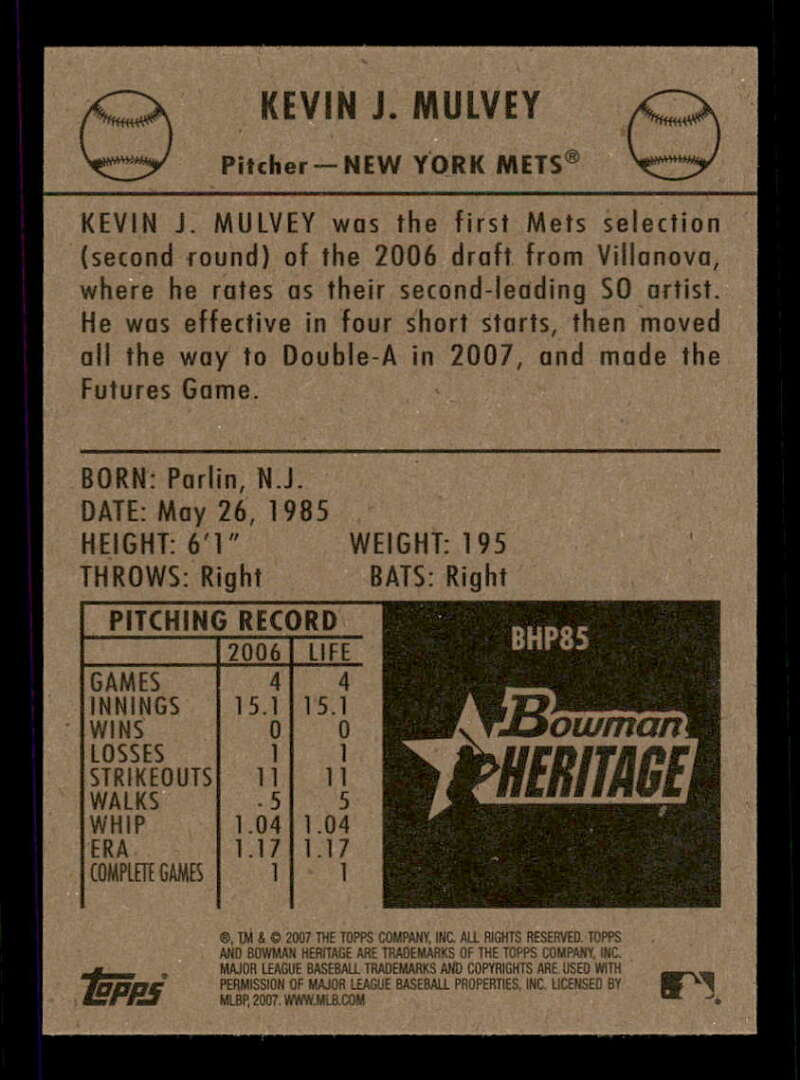 KEVIN J. MULVEY
Pitcher—NEW YORK METS®
KEVIN J. MULVEY was the first Mets selection
(second round) of the 2006 draft from Villanova,
where he rates as their second-leading SO artist.
He was effective in four short starts, then moved
all the way to Double-A in 2007, and made the
Futures Game.
BORN: Parlin, N.J.
DATE: May 26, 1985
HEIGHT: 6'1" WEIGHT: 195
THROWS: Right BATS: Right
PITCHING RECORD
2006 LIFE
GAMES 4 4
INNINGS 15.1 15.1
WINS 0 0
LOSSES 1 1
STRIKEOUTS 11 11
WALKS 5 5
WHIP 1.04 1.04
ERA 1.17 1.17
COMPLETE GAMES 1 1
BHP85
Bowman
HERITAGE
®, TM & © 2007 THE TOPPS COMPANY, INC. ALL RIGHTS RESERVED. TOPPS
AND BOWMAN HERITAGE ARE TRADEMARKS OF THE TOPPS COMPANY, INC.
MAJOR LEAGUE BASEBALL TRADEMARKS AND COPYRIGHTS ARE USED WITH
PERMISSION OF MAJOR LEAGUE BASEBALL PROPERTIES, INC. LICENSED BY
MLBP, 2007. WWW.MLB.COM
topps®